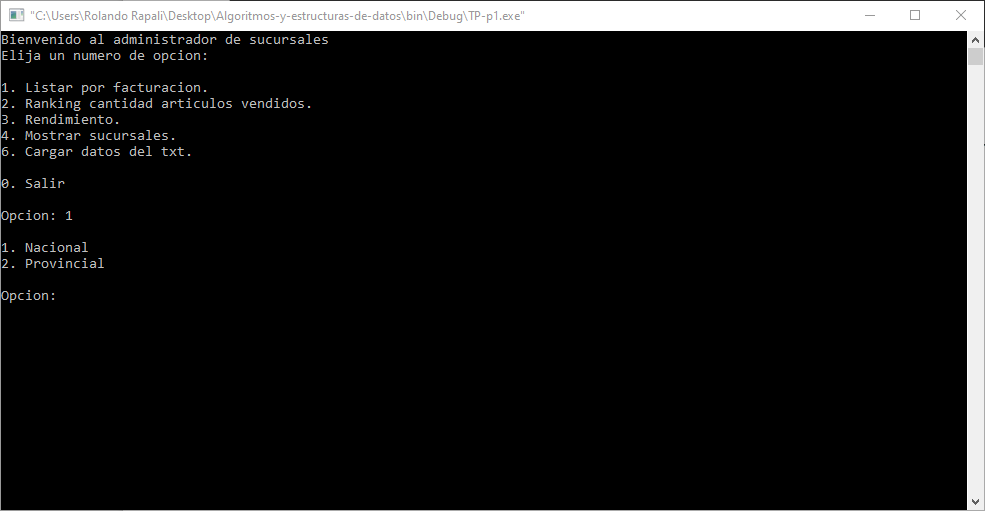 "C:\Users\Rolando Rapali\Desktop\Algoritmos-y-estructuras-de-datos\bin\Debug\TP-p1.exe"
Bienvenido al administrador de sucursales
Elija un numero de opcion:
1. Listar por facturacion.
2. Ranking cantidad articulos vendidos.
3. Rendimiento.
4. Mostrar sucursales.
6. Cargar datos del txt.
0. Salir
Opcion: 1
1. Nacional
2. Provincial
Opcion: